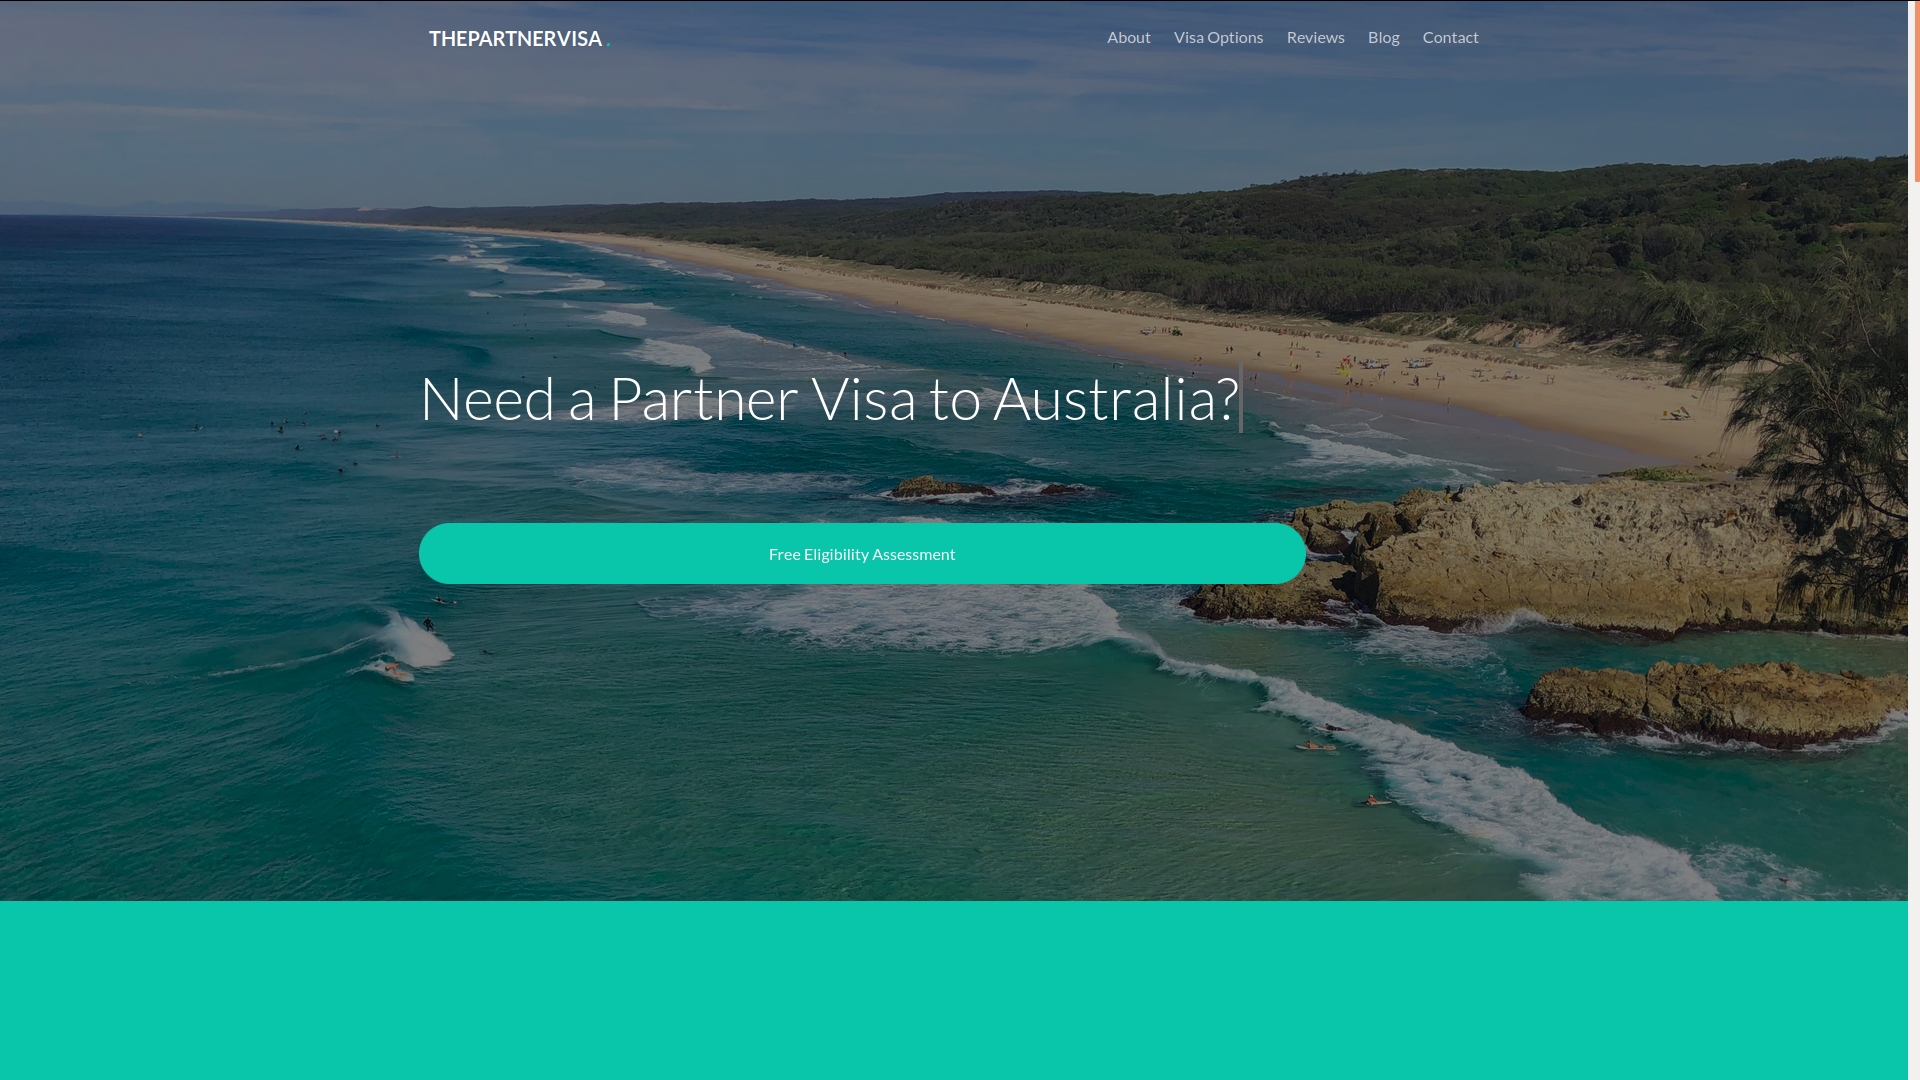 THEPARTNERVISA .
About
Visa Options
Reviews
Blog
Contact
Need a Partner Visa to Australia?
Free Eligibility Assessment